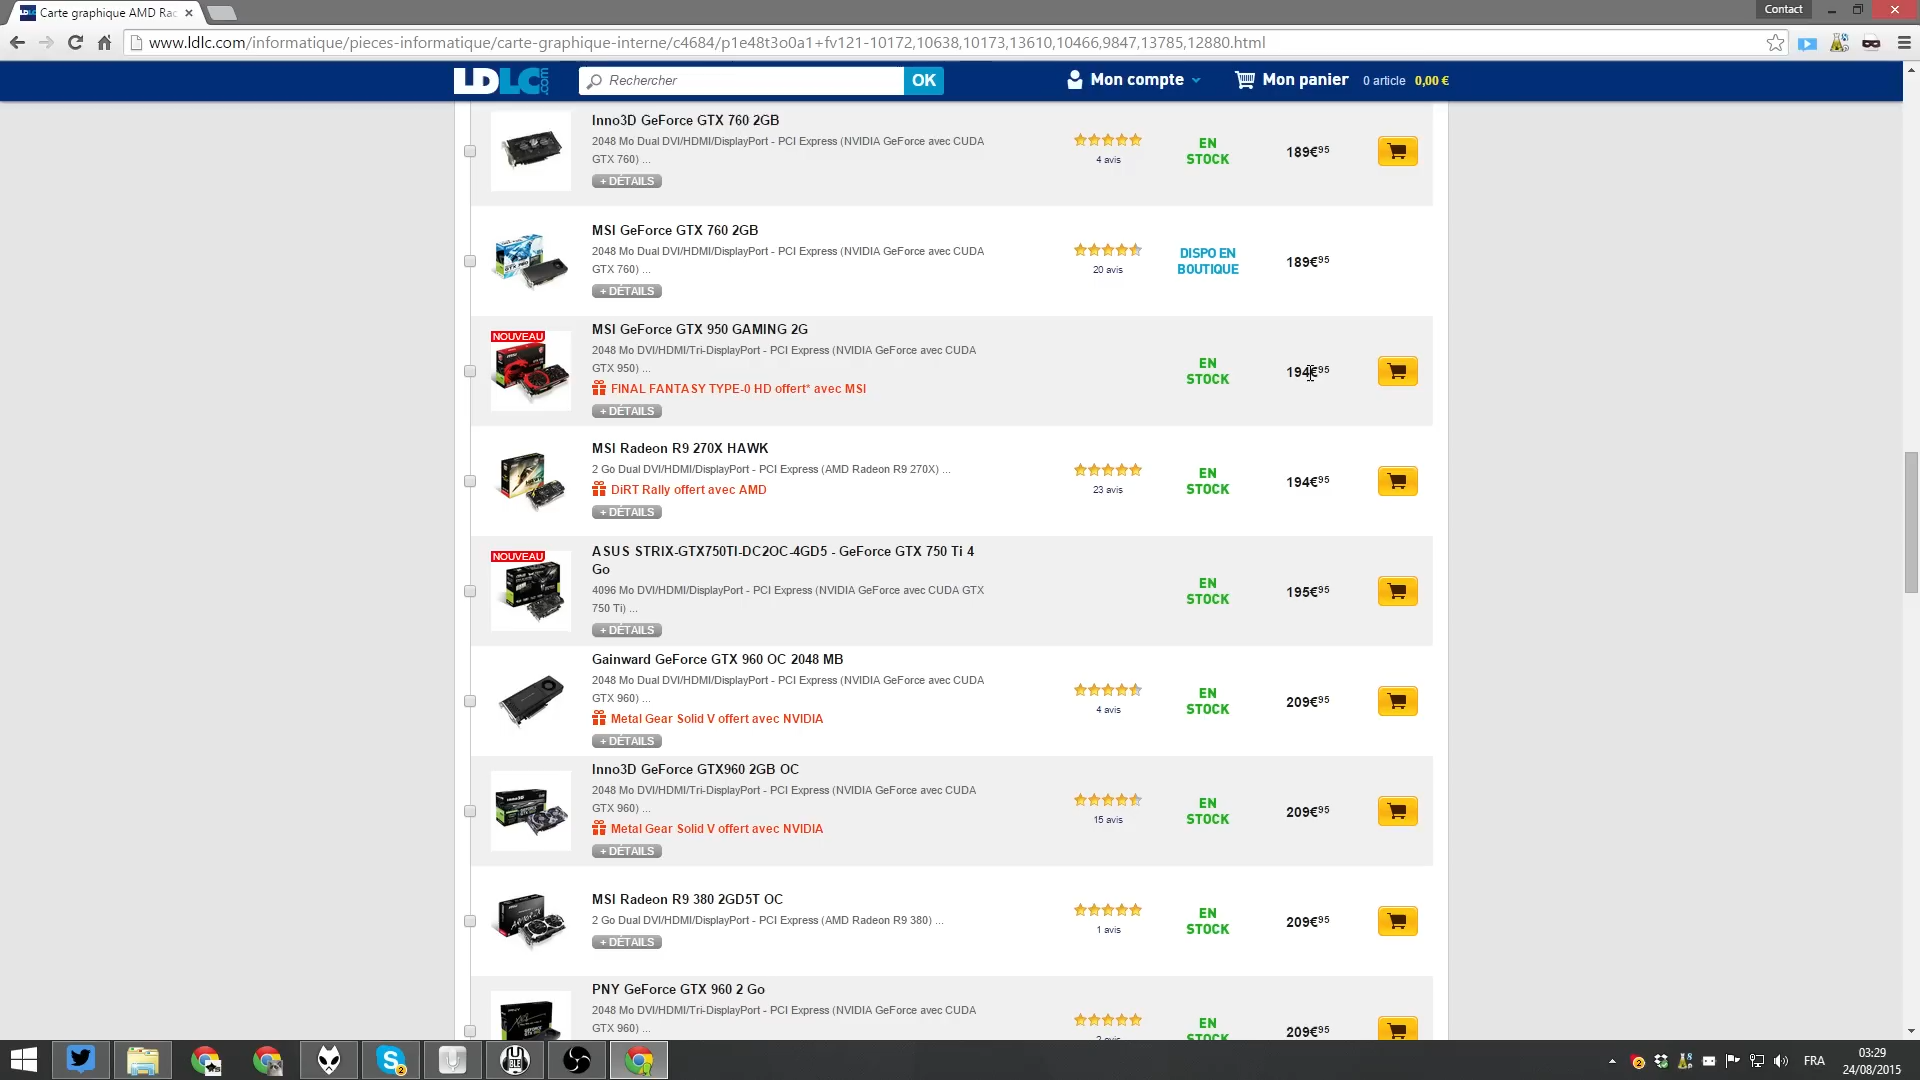 Carte graphique AMD Rac
Contact
www.ldlc.com/informatique/pieces-informatique/carte-graphique-interne/c4684/p1e48t3o0a1+fv121-10172,10638,10173,13610,10466,9847,13785,12880.html
LDLC.com
Rechercher
OK
Mon compte
Mon panier
0 article
0,00 €
Inno3D GeForce GTX 760 2GB
2048 Mo Dual DVI/HDMI/DisplayPort - PCI Express (NVIDIA GeForce avec CUDA
GTX 760) ...
+ DÉTAILS
4 avis
EN
STOCK
189€95
MSI GeForce GTX 760 2GB
2048 Mo Dual DVI/HDMI/DisplayPort - PCI Express (NVIDIA GeForce avec CUDA
GTX 760) ...
+ DÉTAILS
20 avis
DISPO EN
BOUTIQUE
189€95
NOUVEAU
MSI GeForce GTX 950 GAMING 2G
2048 Mo DVI/HDMI/Tri-DisplayPort - PCI Express (NVIDIA GeForce avec CUDA
GTX 950) ...
FINAL FANTASY TYPE-0 HD offert* avec MSI
+ DÉTAILS
EN
STOCK
194€95
MSI Radeon R9 270X HAWK
2 Go Dual DVI/HDMI/DisplayPort - PCI Express (AMD Radeon R9 270X) ...
DiRT Rally offert avec AMD
+ DÉTAILS
23 avis
EN
STOCK
194€95
NOUVEAU
ASUS STRIX-GTX750TI-DC2OC-4GD5 - GeForce GTX 750 Ti 4
Go
4096 Mo DVI/HDMI/DisplayPort - PCI Express (NVIDIA GeForce avec CUDA GTX
750 Ti) ...
+ DÉTAILS
EN
STOCK
195€95
Gainward GeForce GTX 960 OC 2048 MB
2048 Mo Dual DVI/HDMI/DisplayPort - PCI Express (NVIDIA GeForce avec CUDA
GTX 960) ...
Metal Gear Solid V offert avec NVIDIA
+ DÉTAILS
4 avis
EN
STOCK
209€95
Inno3D GeForce GTX960 2GB OC
2048 Mo DVI/HDMI/Tri-DisplayPort - PCI Express (NVIDIA GeForce avec CUDA
GTX 960) ...
Metal Gear Solid V offert avec NVIDIA
+ DÉTAILS
15 avis
EN
STOCK
209€95
MSI Radeon R9 380 2GD5T OC
2 Go Dual DVI/HDMI/DisplayPort - PCI Express (AMD Radeon R9 380) ...
+ DÉTAILS
1 avis
EN
STOCK
209€95
PNY GeForce GTX 960 2 Go
2048 Mo DVI/HDMI/Tri-DisplayPort - PCI Express (NVIDIA GeForce avec CUDA
GTX 960) ...
EN
STOCK
209€95
FRA
03:29
24/08/2015